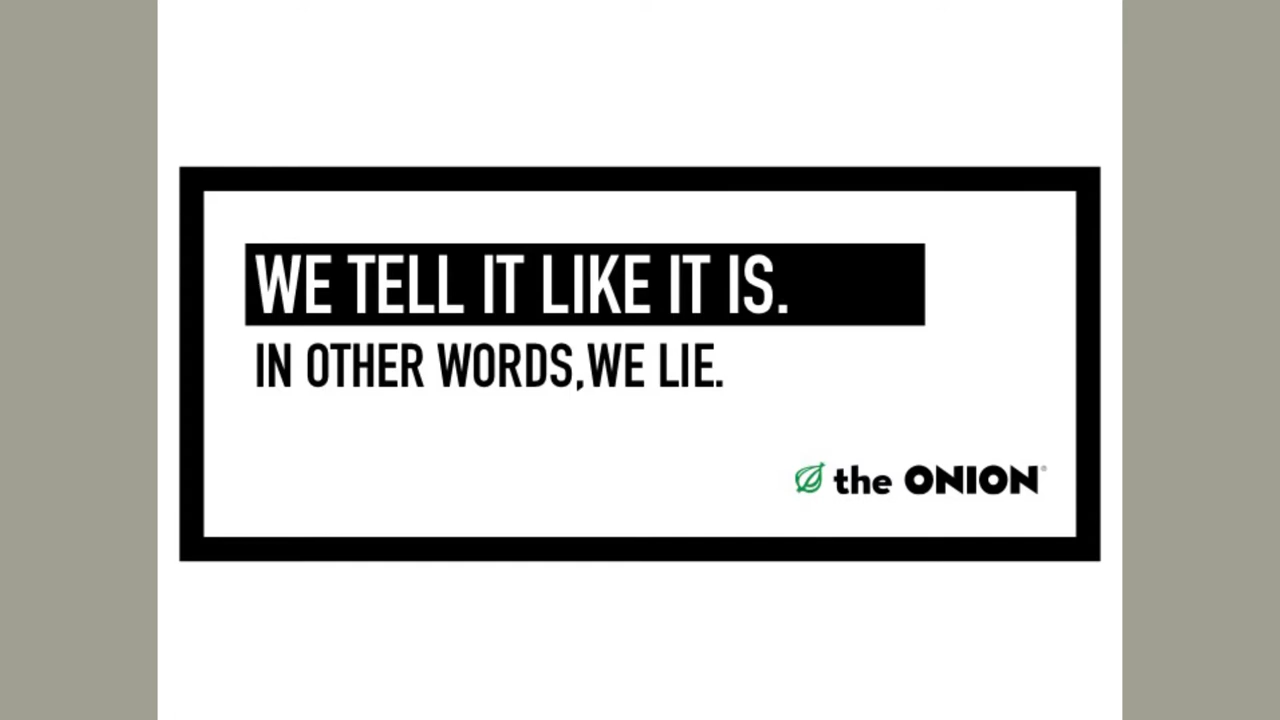 WE TELL IT LIKE IT IS.
IN OTHER WORDS,WE LIE.
the ONION®